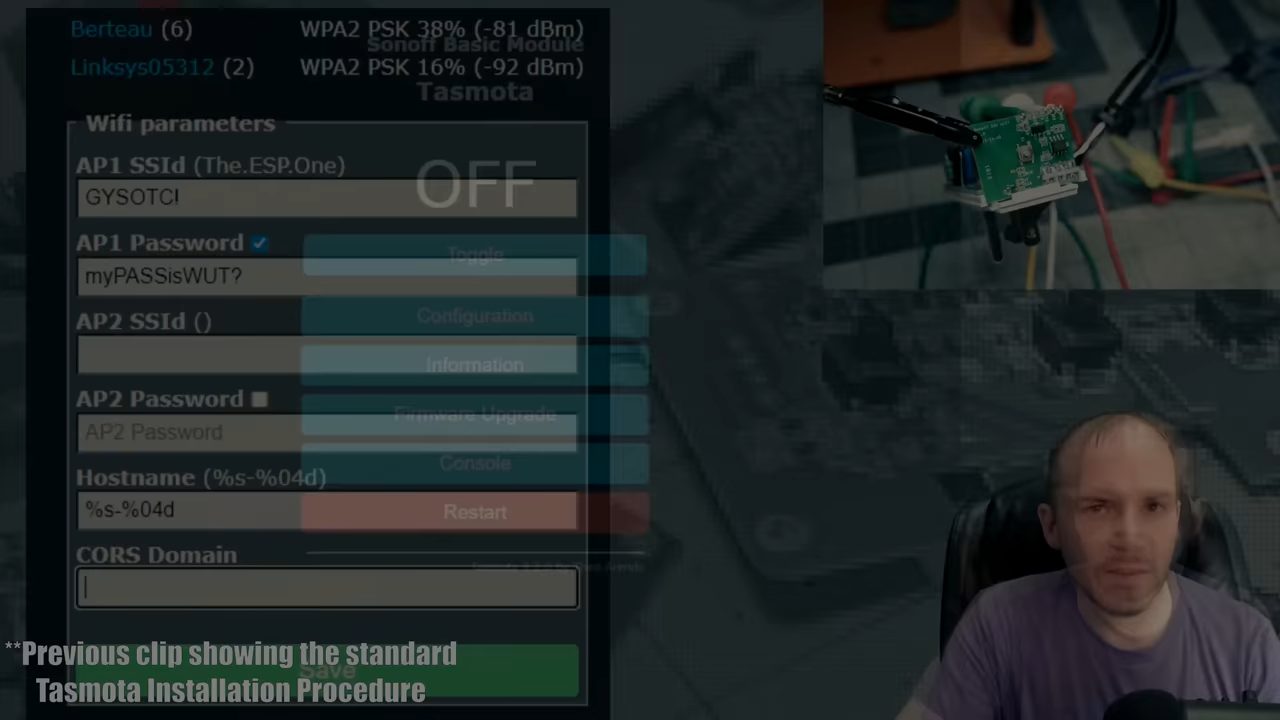 Berteau (6) WPA2 PSK 38% (-81 dBm)
Sonoff Basic Module
Linksys05312 (2) WPA2 PSK 16% (-92 dBm)
Tasmota
Wifi parameters
AP1 SSId (The.ESP.One)
OFF
GYSOTC!
AP1 Password
Toggle
myPASSisWUT?
Configuration
AP2 SSId ()
Information
AP2 Password
Firmware Upgrade
AP2 Password
Console
Hostname (%s-%04d)
%s-%04d
Restart
CORS Domain
Save
**Previous clip showing the standard
Tasmota Installation Procedure